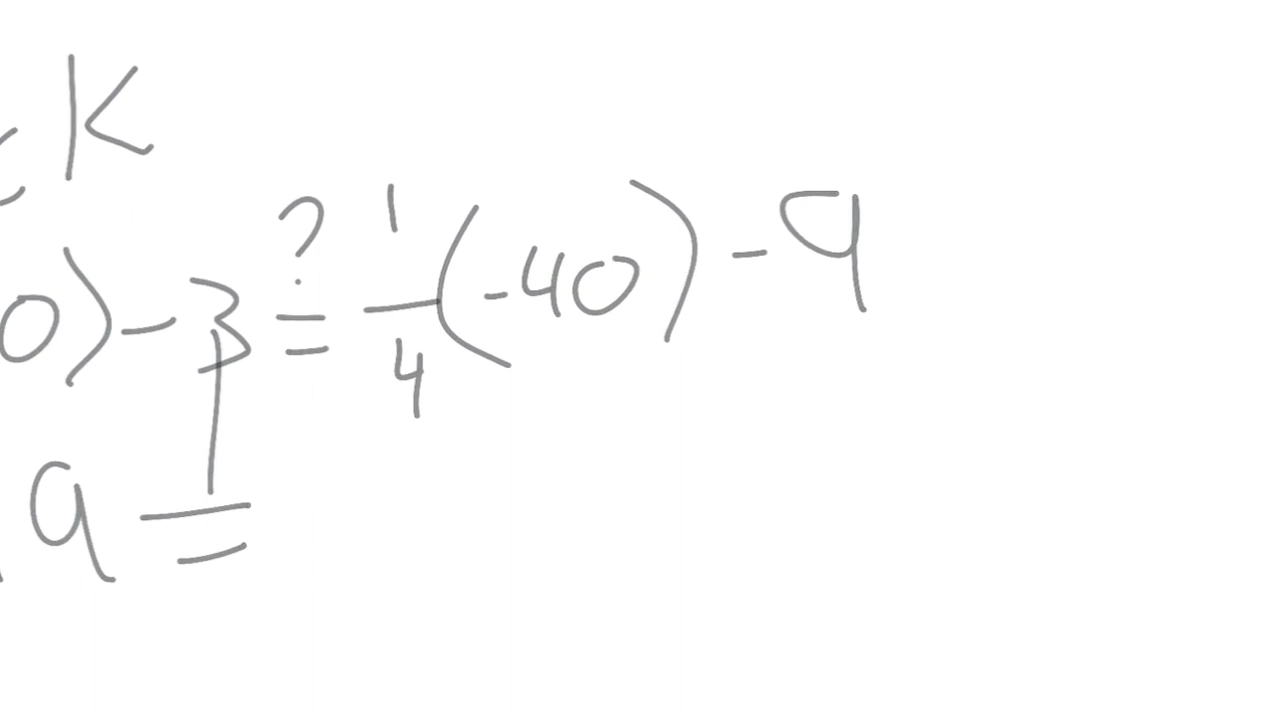 K
0) - 3 ≟ 1/4 (-40) - 9
9 =